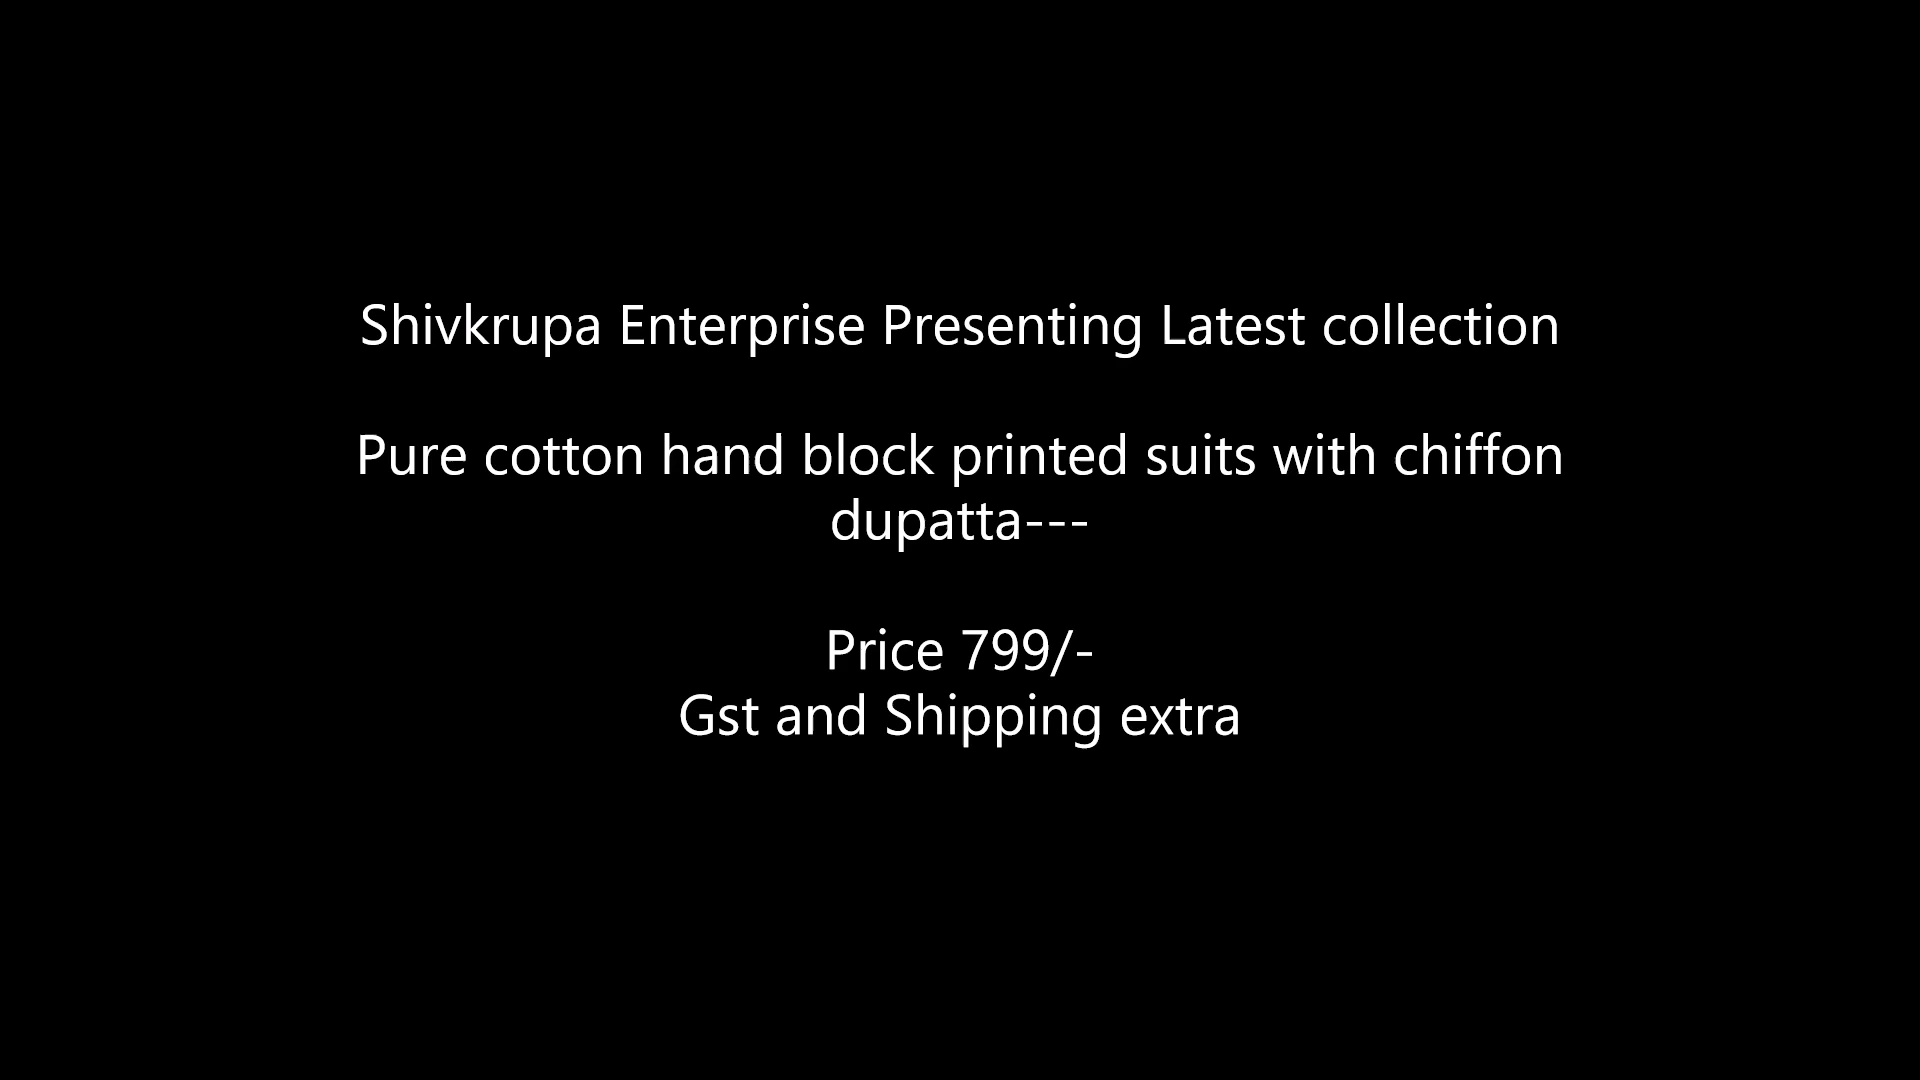 Shivkrupa Enterprise Presenting Latest collection
Pure cotton hand block printed suits with chiffon
dupatta---
Price 799/-
Gst and Shipping extra